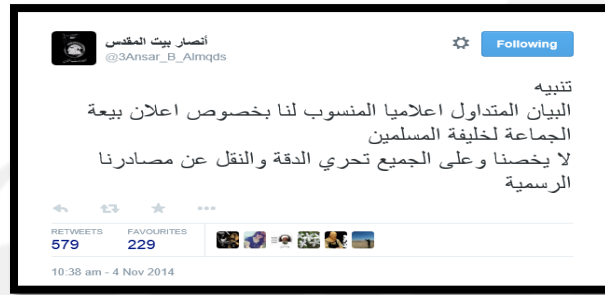 أنصار بيت المقدس
@3Ansar_B_Almqds
Following
تنبيه
البيان المتداول اعلاميا المنسوب لنا بخصوص اعلان بيعة
الجماعة لخليفة المسلمين
لا يخصنا وعلى الجميع تحري الدقة والنقل عن مصادرنا
الرسمية
RETWEETS FAVOURITES
579 229
10:38 am - 4 Nov 2014